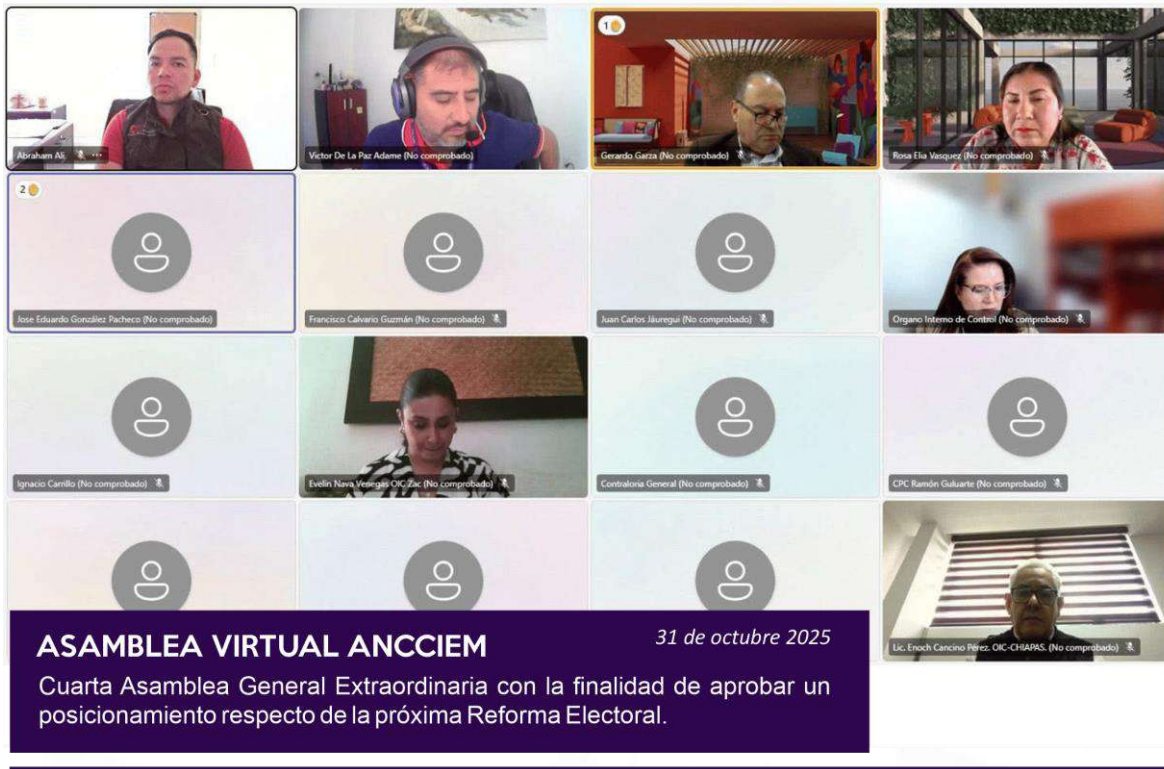 1
Abraham Ali.
Victor De La Paz Adame (No comprobado)
Gerardo Garza (No comprobado)
Rosa Elia Vasquez (No comprobado)
2
Jose Eduardo González Pacheco (No comprobado)
Francisco Calvario Guzmán (No comprobado)
Juan Carlos Jáuregui (No comprobado)
Organo Interno de Control (No comprobado)
Ignacio Carrillo (No comprobado)
Evelin Nava Venegas OIC Zac (No comprobado)
Contraloria General (No comprobado)
CPC Ramón Guluarte (No comprobado)
Lic. Enoch Cancino Pérez. OIC-CHIAPAS. (No comprobado)
ASAMBLEA VIRTUAL ANCCIEM
31 de octubre 2025
Cuarta Asamblea General Extraordinaria con la finalidad de aprobar un
posicionamiento respecto de la próxima Reforma Electoral.